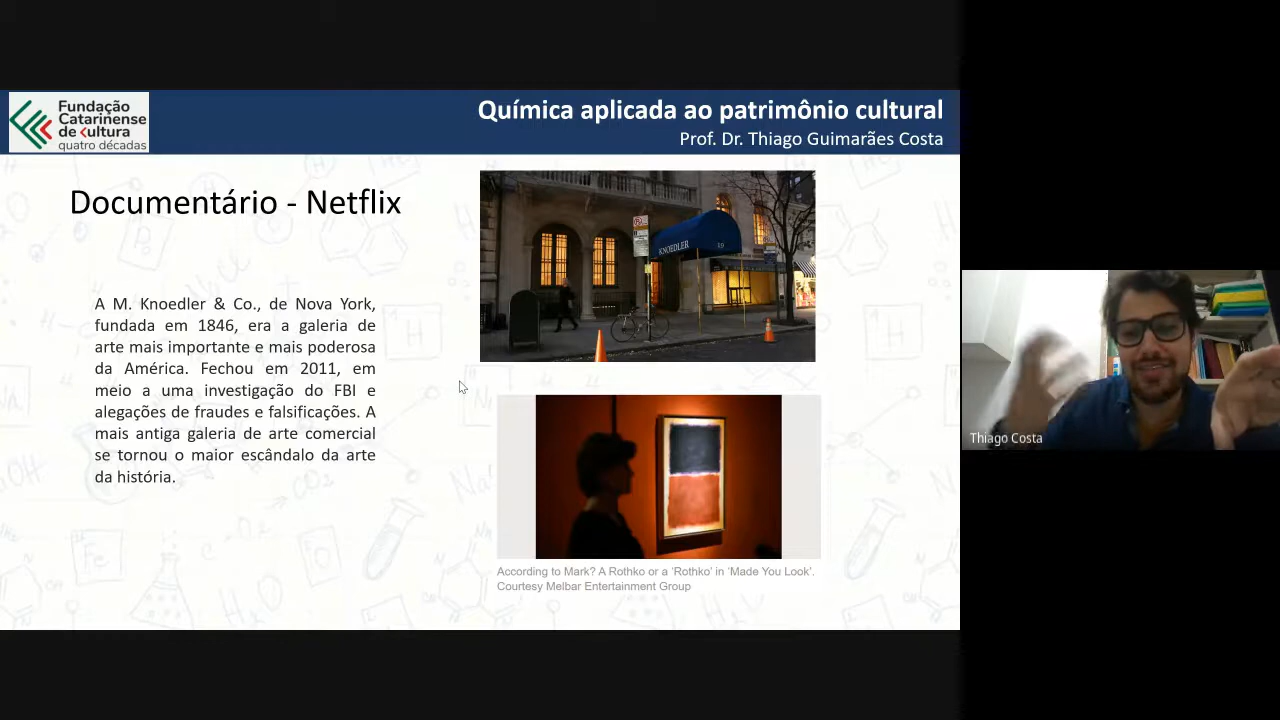 Fundação
Catarinense
de Cultura
quatro décadas
Química aplicada ao patrimônio cultural
Prof. Dr. Thiago Guimarães Costa
Documentário - Netflix
A M. Knoedler & Co., de Nova York,
fundada em 1846, era a galeria de
arte mais importante e mais poderosa
da América. Fechou em 2011, em
meio a uma investigação do FBI e
alegações de fraudes e falsificações. A
mais antiga galeria de arte comercial
se tornou o maior escândalo da arte
da história.
KNOEDLER
19
According to Mark? A Rothko or a 'Rothko' in 'Made You Look'.
Courtesy Melbar Entertainment Group
Thiago Costa